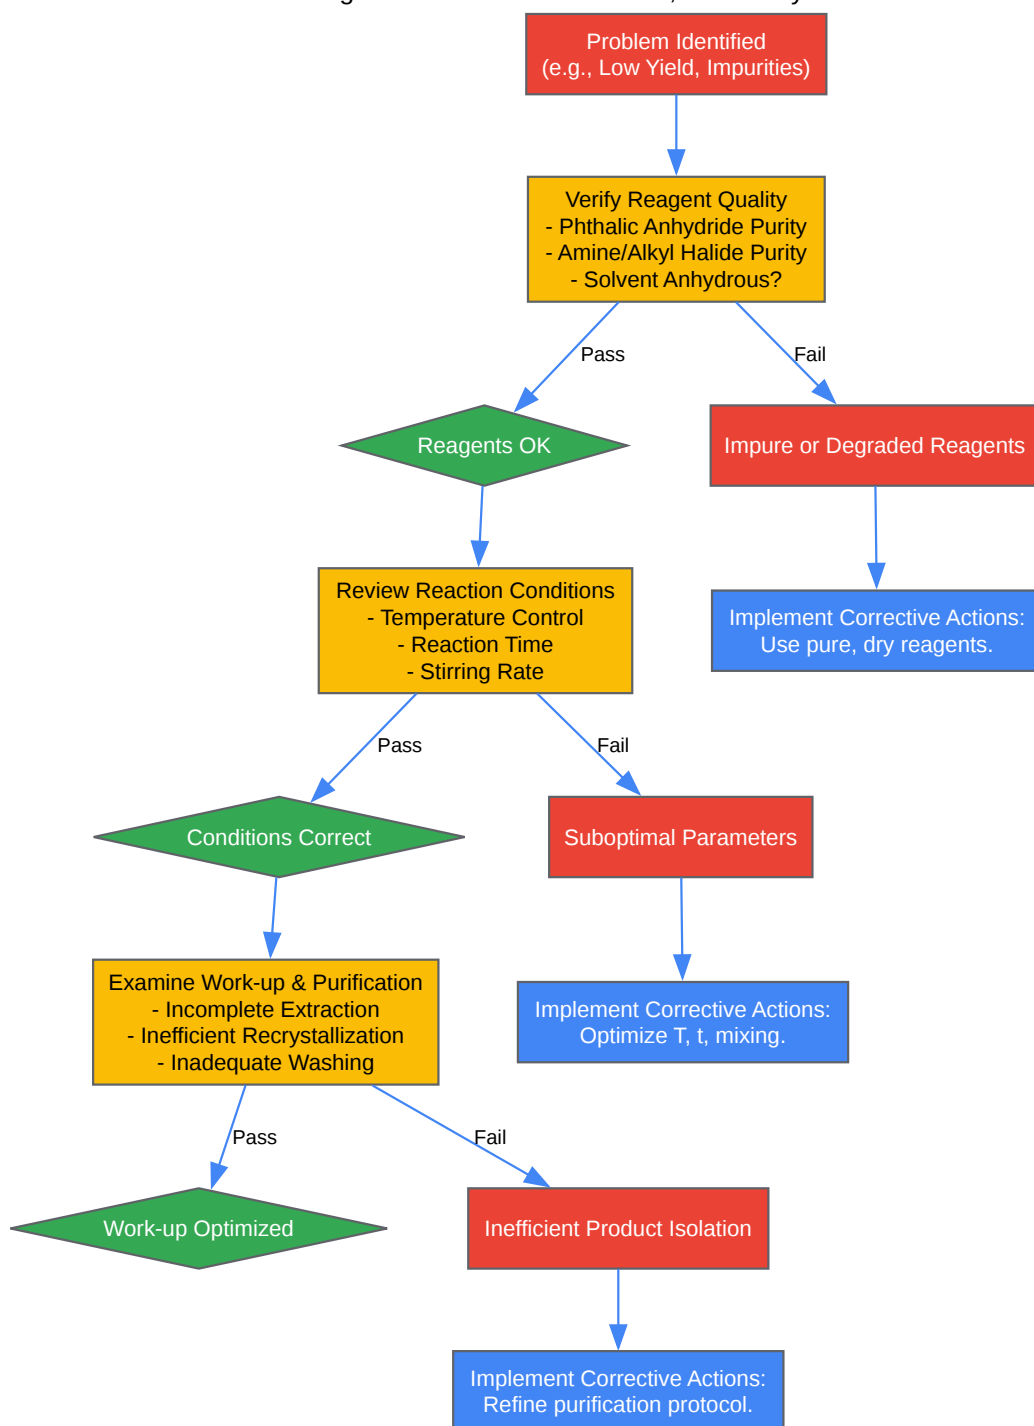 Problem Identified
(e.g., Low Yield, Impurities)
Verify Reagent Quality
- Phthalic Anhydride Purity
- Amine/Alkyl Halide Purity
- Solvent Anhydrous?
Pass
Fail
Reagents OK
Impure or Degraded Reagents
Review Reaction Conditions
- Temperature Control
- Reaction Time
- Stirring Rate
Implement Corrective Actions:
Use pure, dry reagents.
Pass
Fail
Conditions Correct
Suboptimal Parameters
Examine Work-up & Purification
- Incomplete Extraction
- Inefficient Recrystallization
- Inadequate Washing
Implement Corrective Actions:
Optimize T, t, mixing.
Pass
Fail
Work-up Optimized
Inefficient Product Isolation
Implement Corrective Actions:
Refine purification protocol.